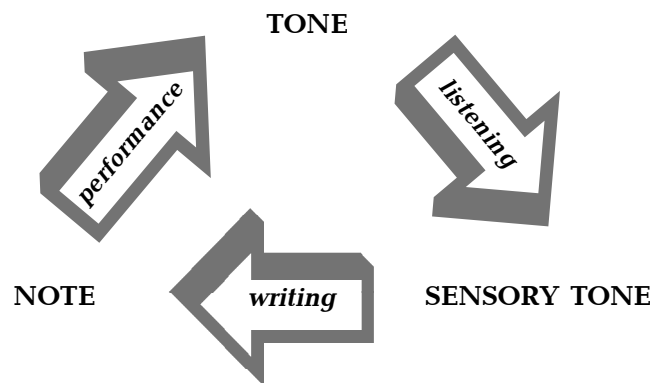 TONE
performance
listening
NOTE
writing
SENSORY TONE